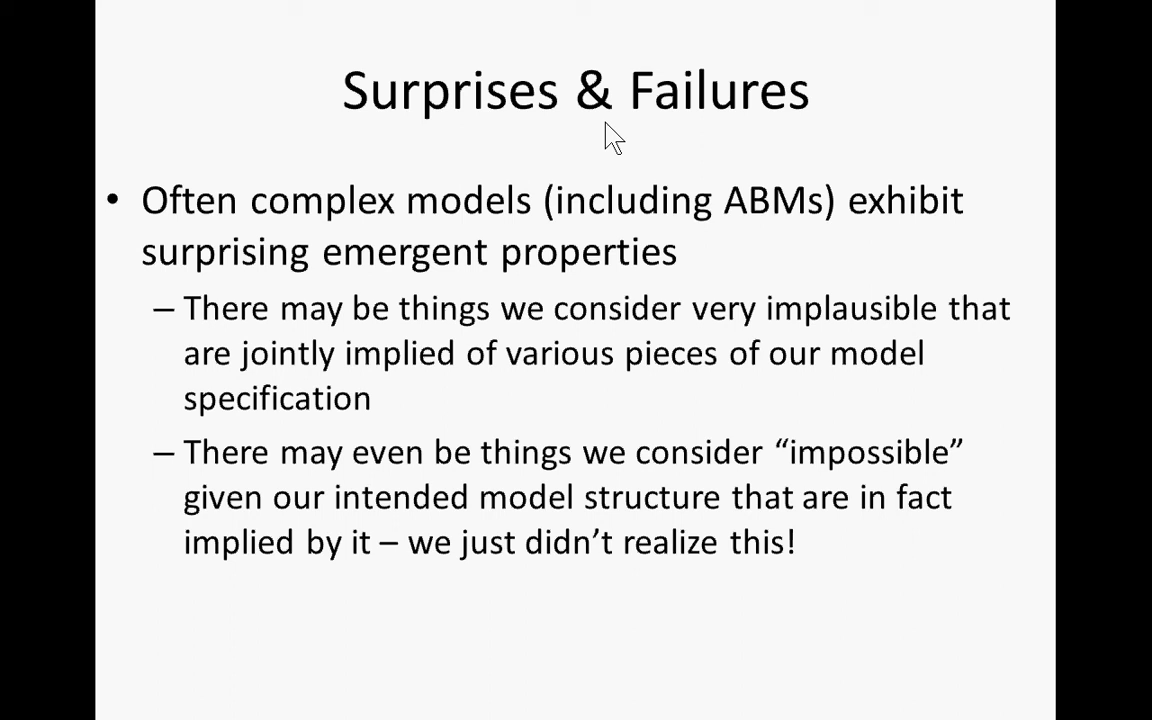 Surprises & Failures
• Often complex models (including ABMs) exhibit
surprising emergent properties
– There may be things we consider very implausible that
are jointly implied of various pieces of our model
specification
– There may even be things we consider “impossible”
given our intended model structure that are in fact
implied by it – we just didn’t realize this!